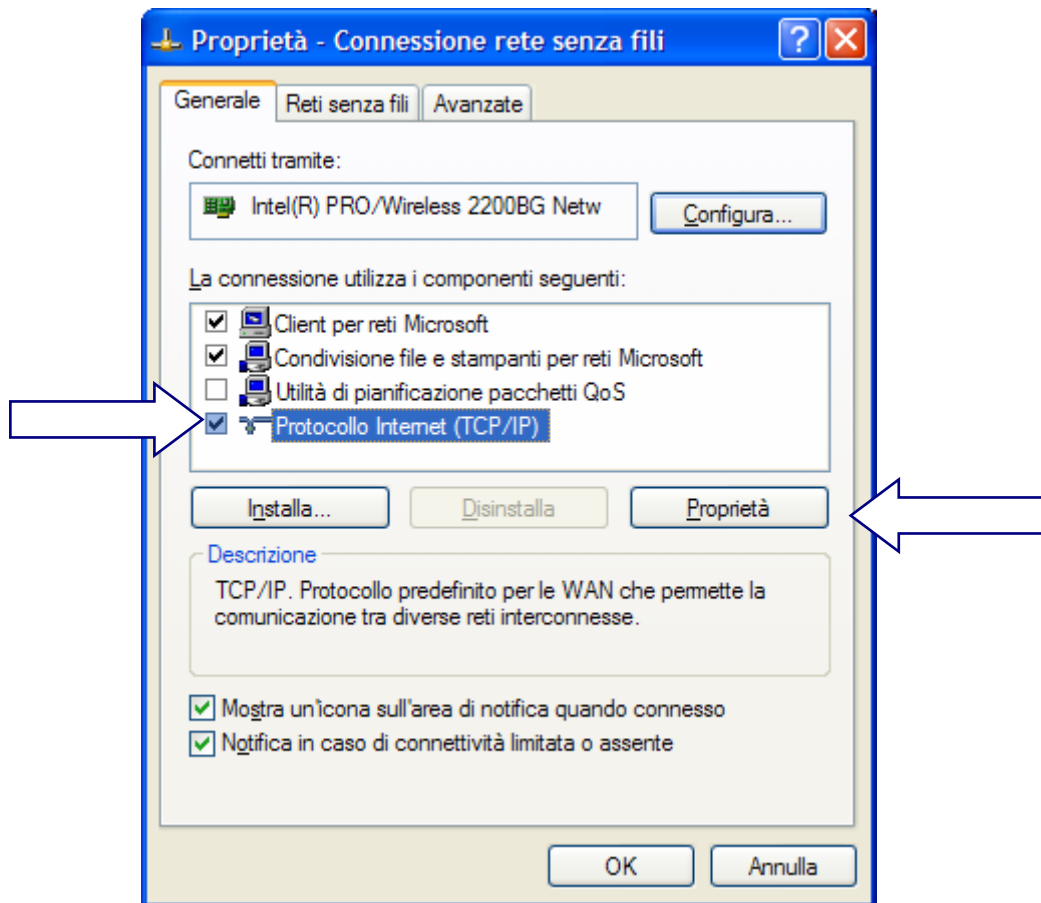 Proprietà - Connessione rete senza fili
Generale
Reti senza fili
Avanzate
Connetti tramite:
Intel(R) PRO/Wireless 2200BG Netw
Configura...
La connessione utilizza i componenti seguenti:
Client per reti Microsoft
Condivisione file e stampanti per reti Microsoft
Utilità di pianificazione pacchetti QoS
Protocollo Internet (TCP/IP)
Installa...
Disinstalla
Proprietà
Descrizione
TCP/IP. Protocollo predefinito per le WAN che permette la
comunicazione tra diverse reti interconnesse.
Mostra un'icona sull'area di notifica quando connesso
Notifica in caso di connettività limitata o assente
OK
Annulla